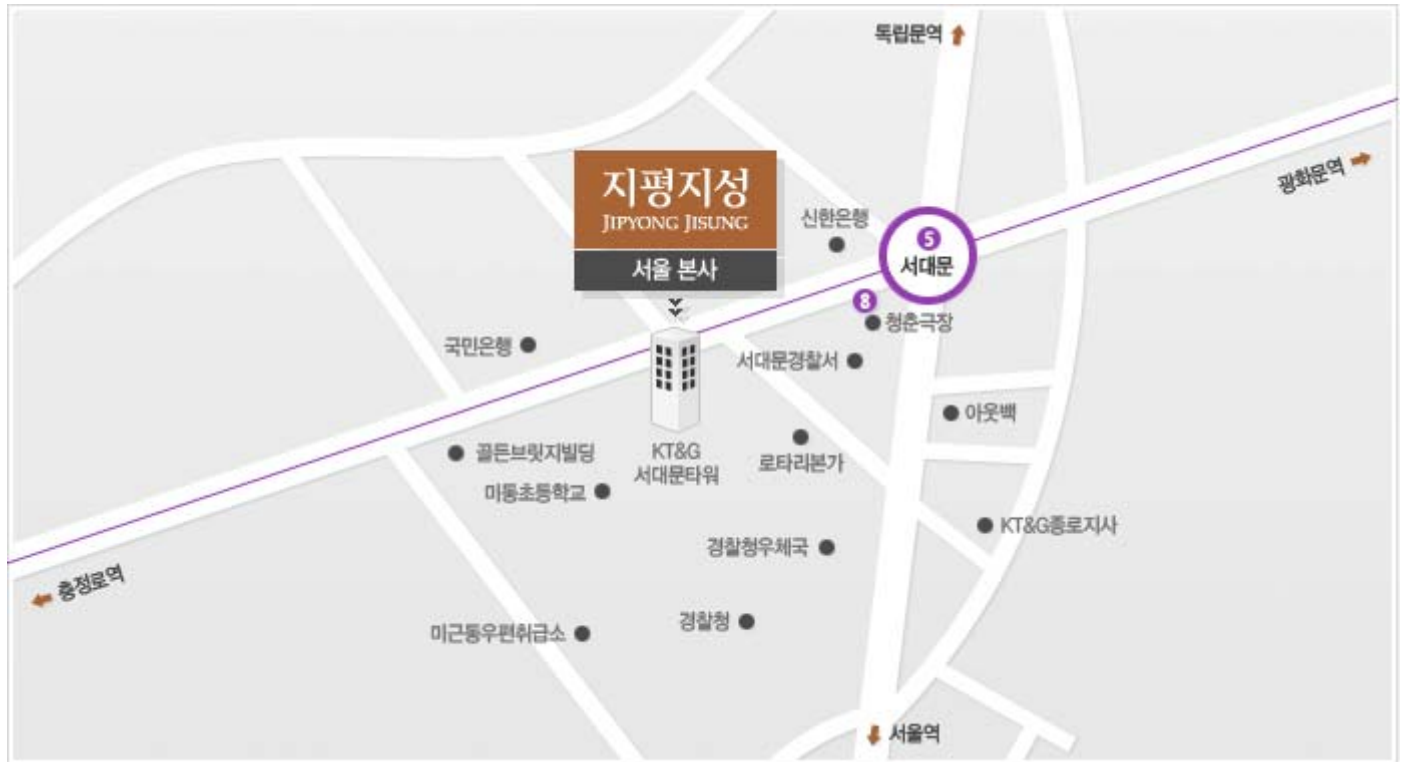 독립문역
광화문역
지평지성
JIPYONG JISUNG
서울 본사
신한은행
5
서대문
8
청춘극장
국민은행
서대문경찰서
아웃백
골든브릿지빌딩
KT&G
서대문타워
로타리본가
미동초등학교
KT&G종로지사
경찰청우체국
충정로역
미근동우편취급소
경찰청
서울역